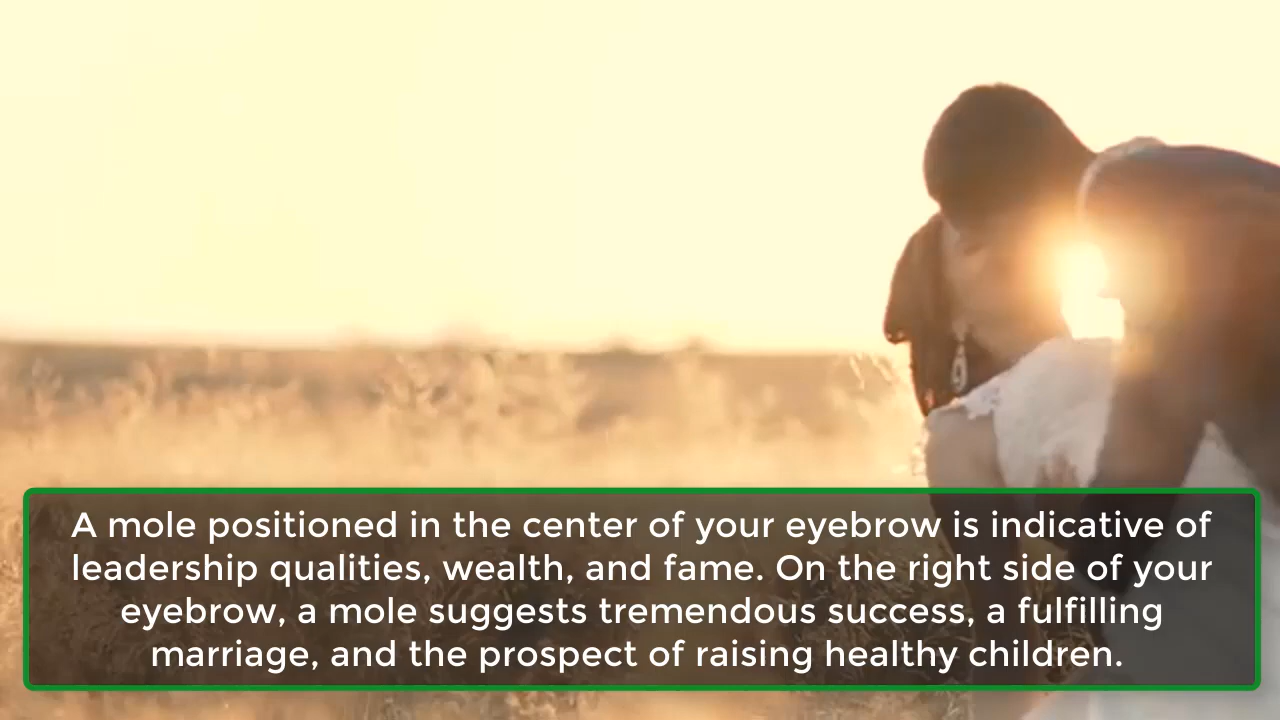 A mole positioned in the center of your eyebrow is indicative of
leadership qualities, wealth, and fame. On the right side of your
eyebrow, a mole suggests tremendous success, a fulfilling
marriage, and the prospect of raising healthy children.